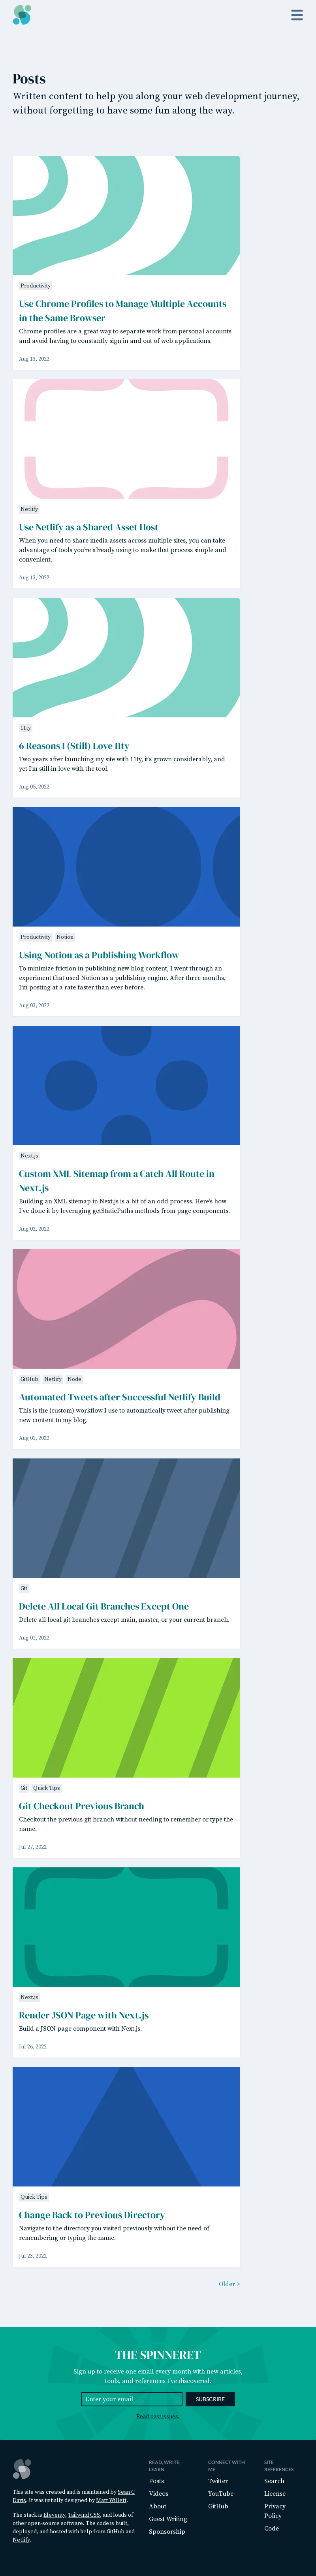 Posts
Written content to help you along your web development journey,
without forgetting to have some fun along the way.
Productivity
Use Chrome Profiles to Manage Multiple Accounts
in the Same Browser
Chrome profiles are a great way to separate work from personal accounts
and avoid having to constantly sign in and out of web applications.
Aug 13, 2022
Netlify
Use Netlify as a Shared Asset Host
When you need to share media assets across multiple sites, you can take
advantage of tools you're already using to make that process simple and
convenient.
Aug 13, 2022
11ty
6 Reasons I (Still) Love 11ty
Two years after launching my site with 11ty, it's grown considerably, and
yet I'm still in love with the tool.
Aug 05, 2022
Productivity Notion
Using Notion as a Publishing Workflow
To minimize friction in publishing new blog content, I went through an
experiment that used Notion as a publishing engine. After three months,
I'm posting at a rate faster than ever before.
Aug 03, 2022
Next.js
Custom XML Sitemap from a Catch All Route in
Next.js
Building an XML sitemap in Next.js is a bit of an odd process. Here's how
I've done it by leveraging getStaticPaths methods from page components.
Aug 02, 2022
GitHub Netlify Node
Automated Tweets after Successful Netlify Build
This is the (custom) workflow I use to automatically tweet after publishing
new content to my blog.
Aug 01, 2022
Git
Delete All Local Git Branches Except One
Delete all local git branches except main, master, or your current branch.
Aug 01, 2022
Git Quick Tips
Git Checkout Previous Branch
Checkout the previous git branch without needing to remember or type the
name.
Jul 27, 2022
Next.js
Render JSON Page with Next.js
Build a JSON page component with Next.js.
Jul 26, 2022
Quick Tips
Change Back to Previous Directory
Navigate to the directory you visited previously without the need of
remembering or typing the name.
Jul 23, 2022
Older >
THE SPINNERET
Sign up to receive one email every month with new articles,
tools, and references I've discovered.
Enter your email
SUBSCRIBE
Read past issues.
This site was created and is maintained by Sean C
Davis. It was initially designed by Matt Willett.
The stack is Eleventy, Tailwind CSS, and loads of
other open-source software. The code is built,
deployed, and hosted with help from GitHub and
Netlify.
READ, WRITE,
LEARN
Posts
Videos
About
Guest Writing
Sponsorship
CONNECT WITH
ME
Twitter
YouTube
GitHub
SITE
REFERENCES
Search
License
Privacy
Policy
Code